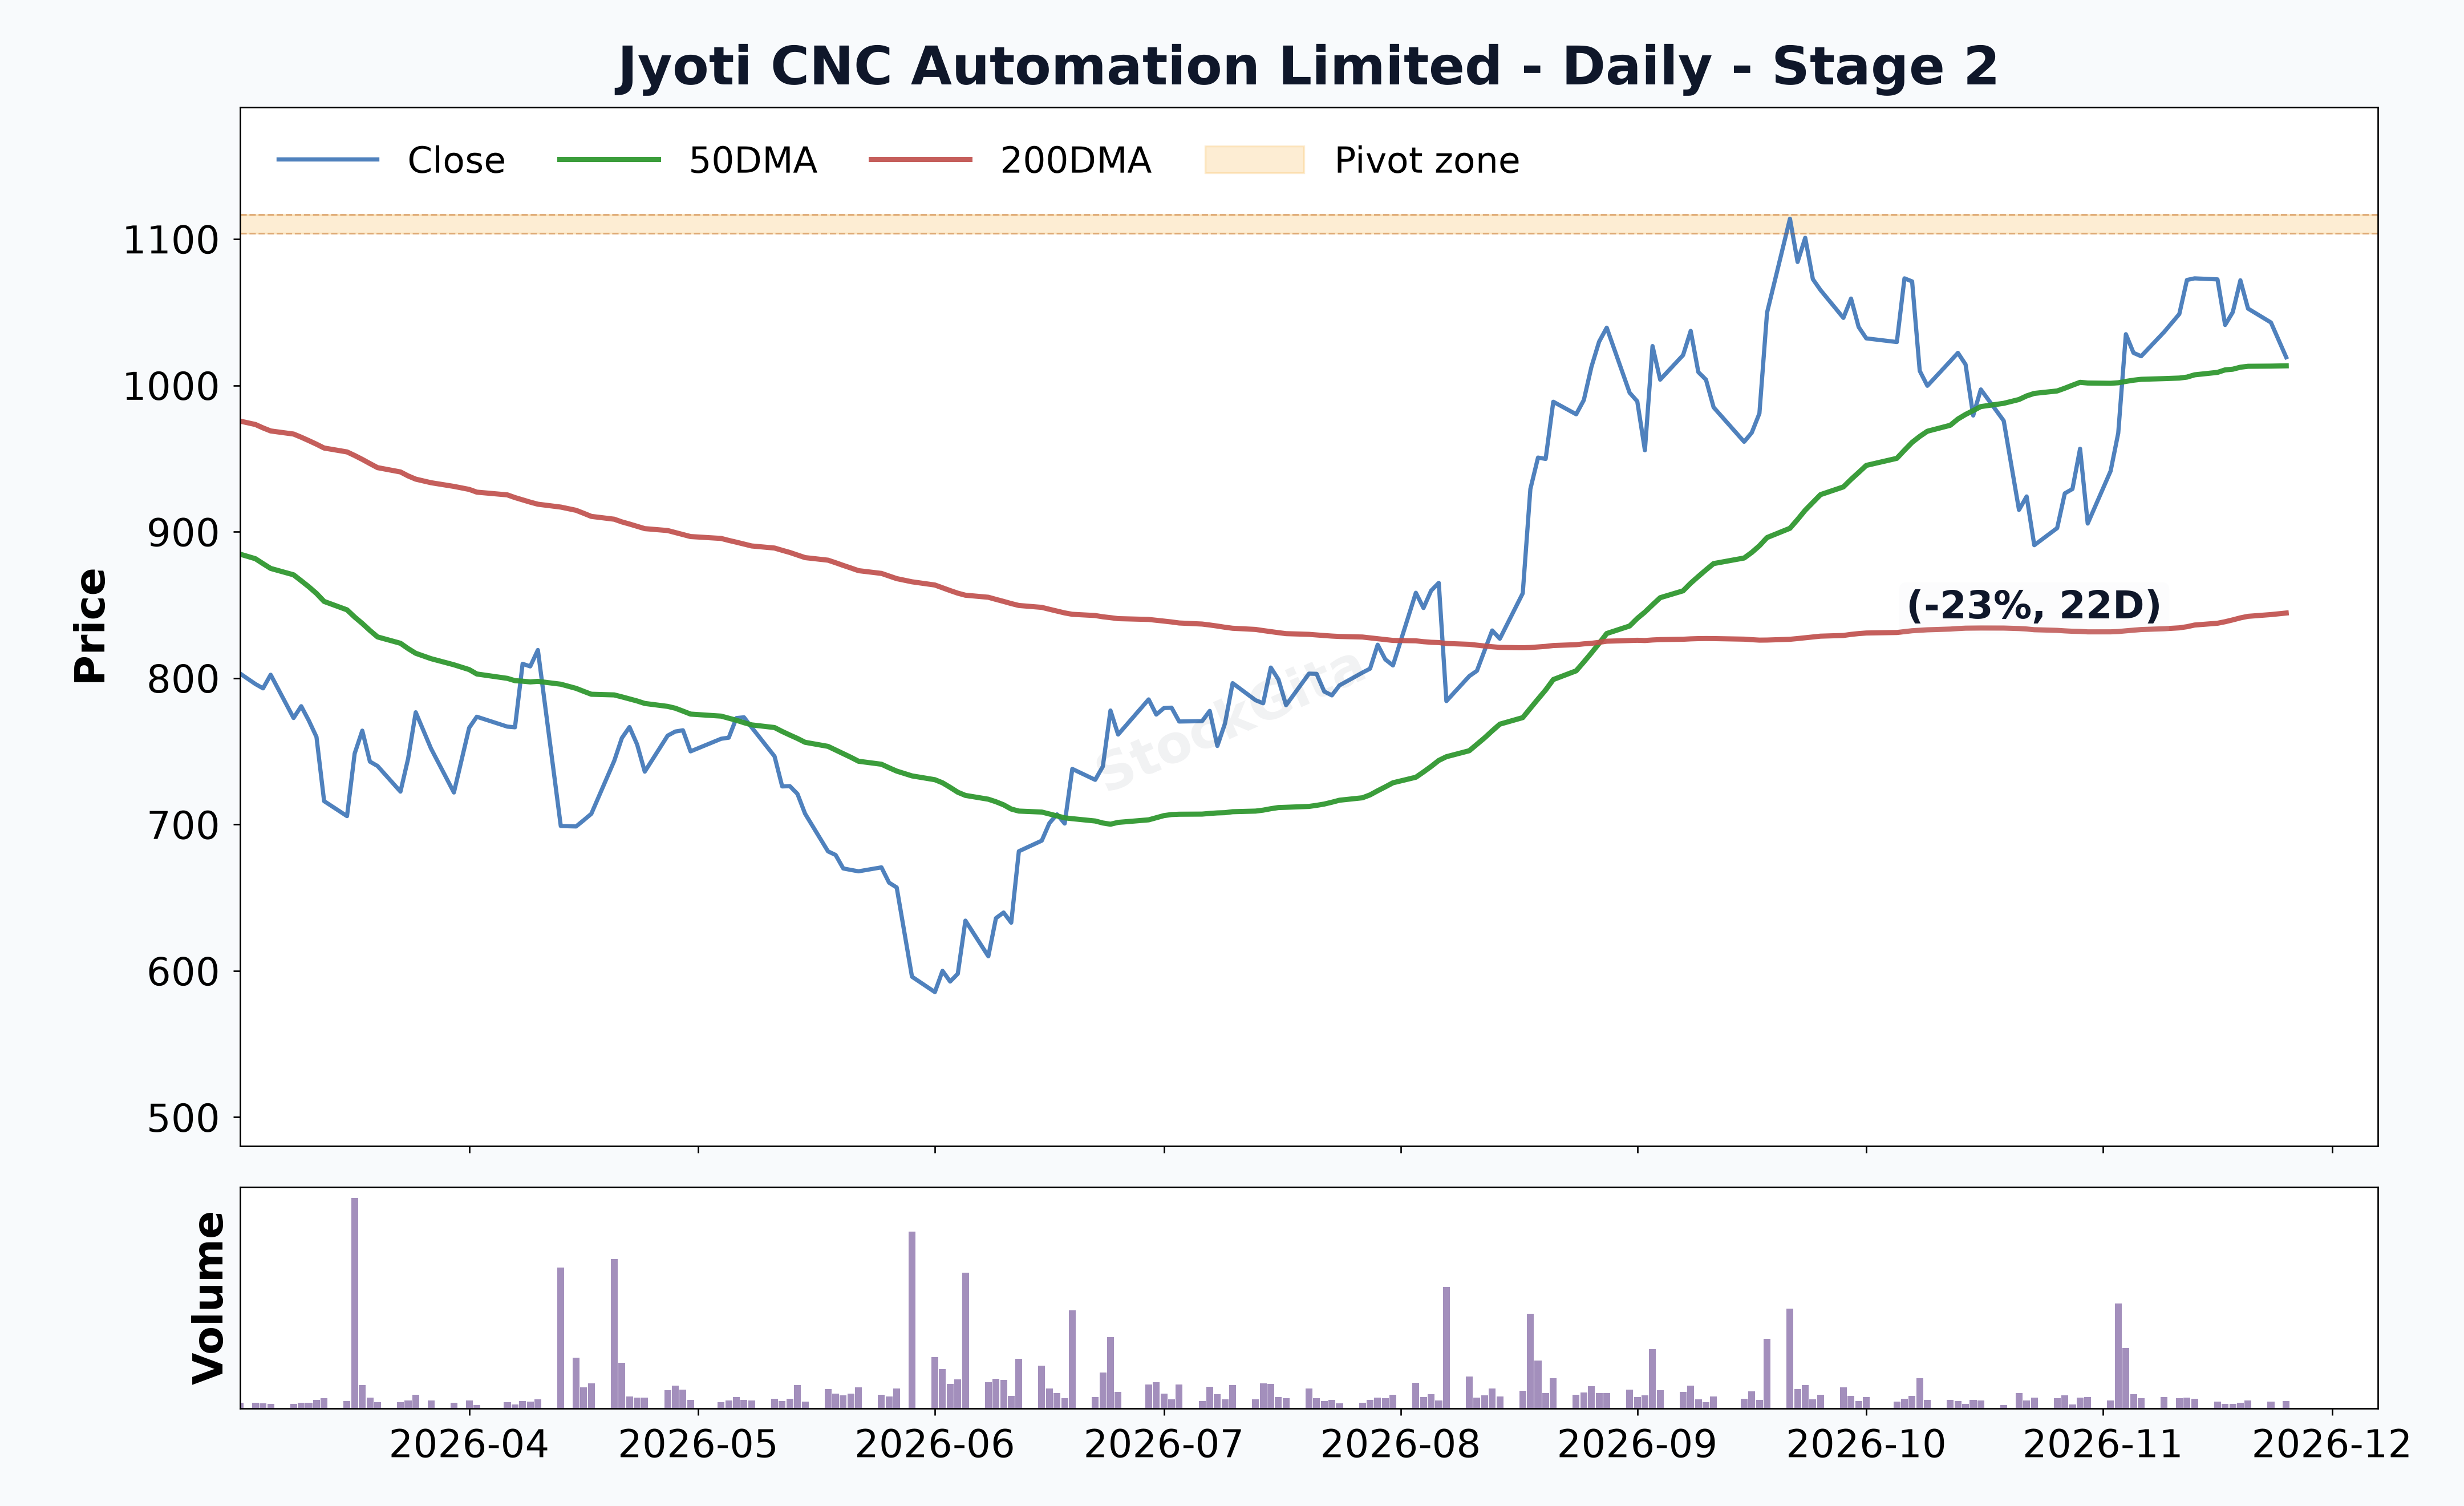 Jyoti CNC Automation Limited - Daily - Stage 2
Close 50DMA 200DMA Pivot zone
1100
1000
900
800
700
600
500
Price
(-23%, 22D)
StockGita
Volume
2026-04 2026-05 2026-06 2026-07 2026-08 2026-09 2026-10 2026-11 2026-12